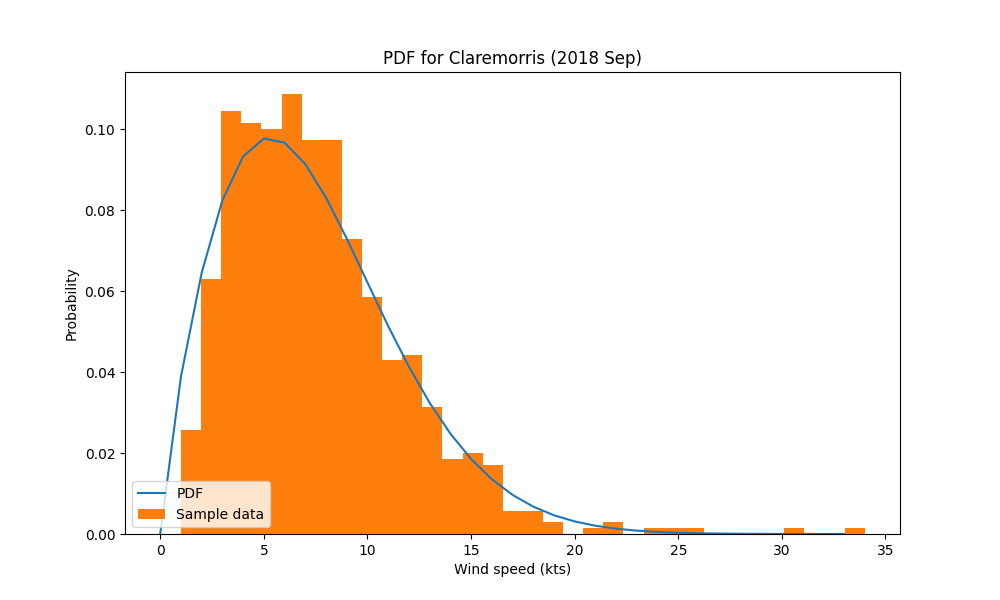 PDF for Claremorris (2018 Sep)
Probability
0.10
0.08
0.06
0.04
0.02
0.00
PDF
Sample data
0 5 10 15 20 25 30 35
Wind speed (kts)